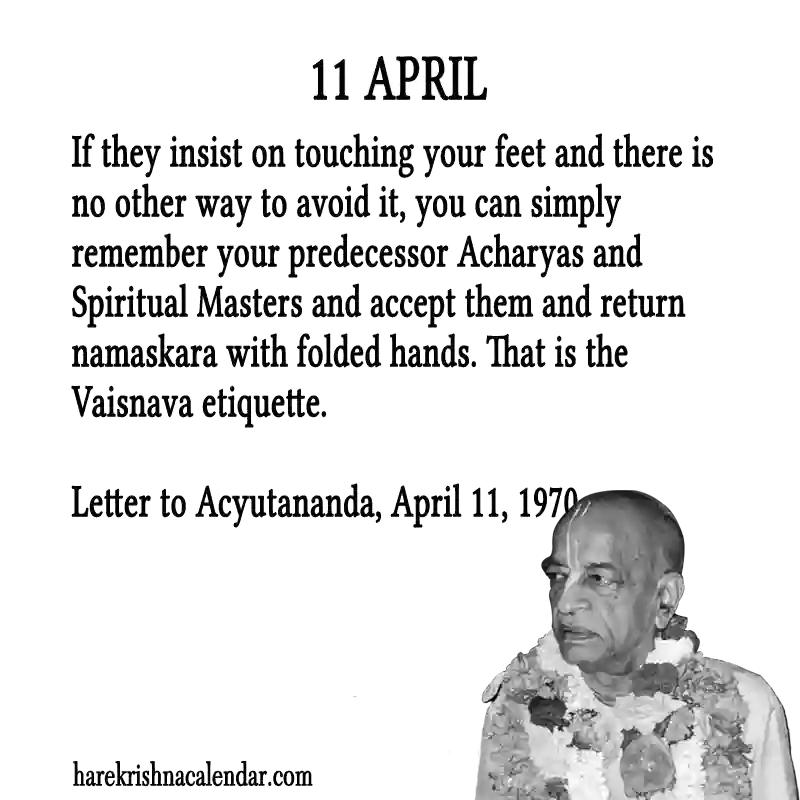 11 APRIL
If they insist on touching your feet and there is
no other way to avoid it, you can simply
remember your predecessor Acharyas and
Spiritual Masters and accept them and return
namaskara with folded hands. That is the
Vaisnava etiquette.
Letter to Acyutananda, April 11, 1970
harekrishnacalendar.com